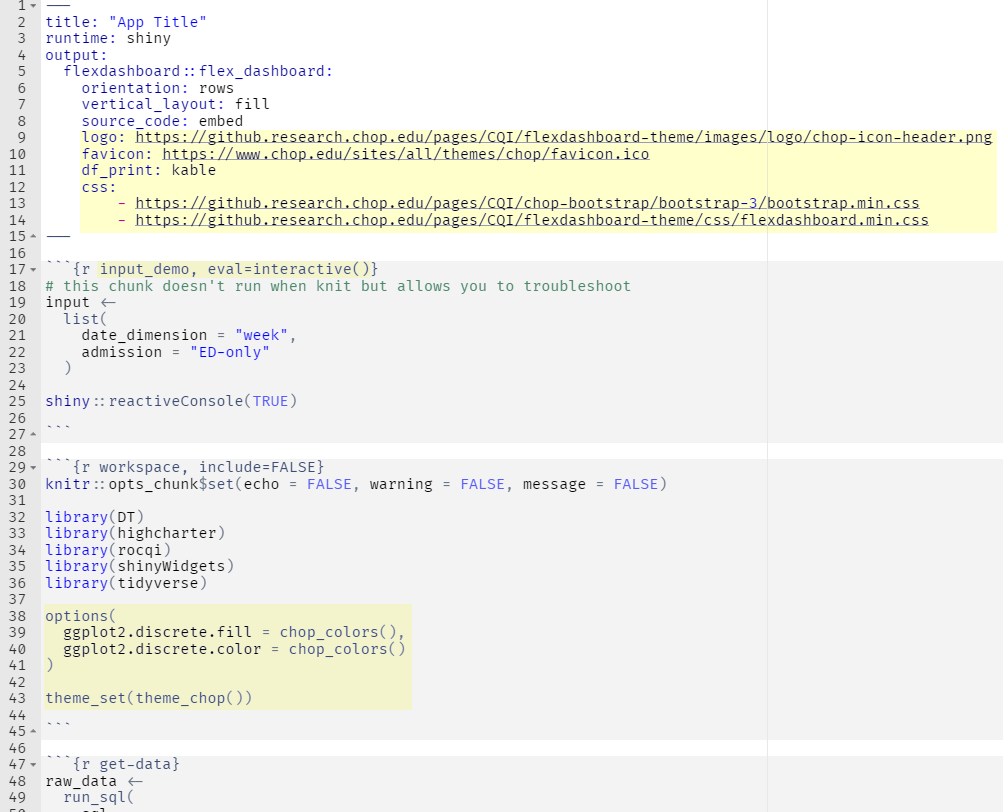 1 ---
2 title: "App Title"
3 runtime: shiny
4 output:
5   flexdashboard::flex_dashboard:
6     orientation: rows
7     vertical_layout: fill
8     source_code: embed
9     logo: https://github.research.chop.edu/pages/CQI/flexdashboard-theme/images/logo/chop-icon-header.png
10     favicon: https://www.chop.edu/sites/all/themes/chop/favicon.ico
11     df_print: kable
12     css:
13         - https://github.research.chop.edu/pages/CQI/chop-bootstrap/bootstrap-3/bootstrap.min.css
14         - https://github.research.chop.edu/pages/CQI/flexdashboard-theme/css/flexdashboard.min.css
15 ---
16
17 ```{r input_demo, eval=interactive()}
18 # this chunk doesn't run when knit but allows you to troubleshoot
19 input <-
20   list(
21     date_dimension = "week",
22     admission = "ED-only"
23   )
24
25 shiny::reactiveConsole(TRUE)
26
27 ```
28
29 ```{r workspace, include=FALSE}
30 knitr::opts_chunk$set(echo = FALSE, warning = FALSE, message = FALSE)
31
32 library(DT)
33 library(highcharter)
34 library(rocqi)
35 library(shinyWidgets)
36 library(tidyverse)
37
38 options(
39   ggplot2.discrete.fill = chop_colors(),
40   ggplot2.discrete.color = chop_colors()
41 )
42
43 theme_set(theme_chop())
44
45 ```
46
47 ```{r get-data}
48 raw_data <-
49   run_sql(